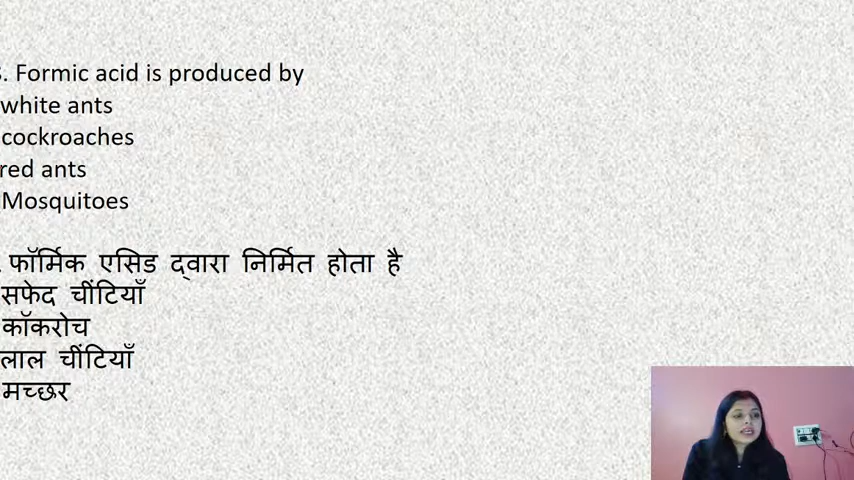 . Formic acid is produced by
white ants
cockroaches
red ants
Mosquitoes
. फॉर्मिक एसिड द्वारा निर्मित होता है
सफेद चींटियाँ
कॉकरोच
लाल चींटियाँ
मच्छर